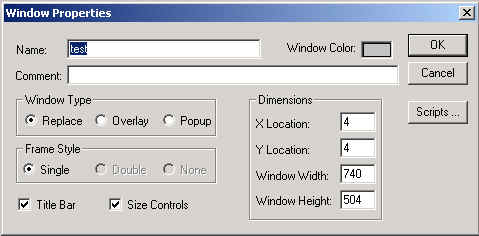 Window Properties
Name: test Window Color: OK
Comment: Cancel
Window Type Dimensions Scripts ...
Replace Overlay Popup X Location: 4
Frame Style Y Location: 4
Single Double None Window Width: 740
Title Bar Size Controls Window Height: 504